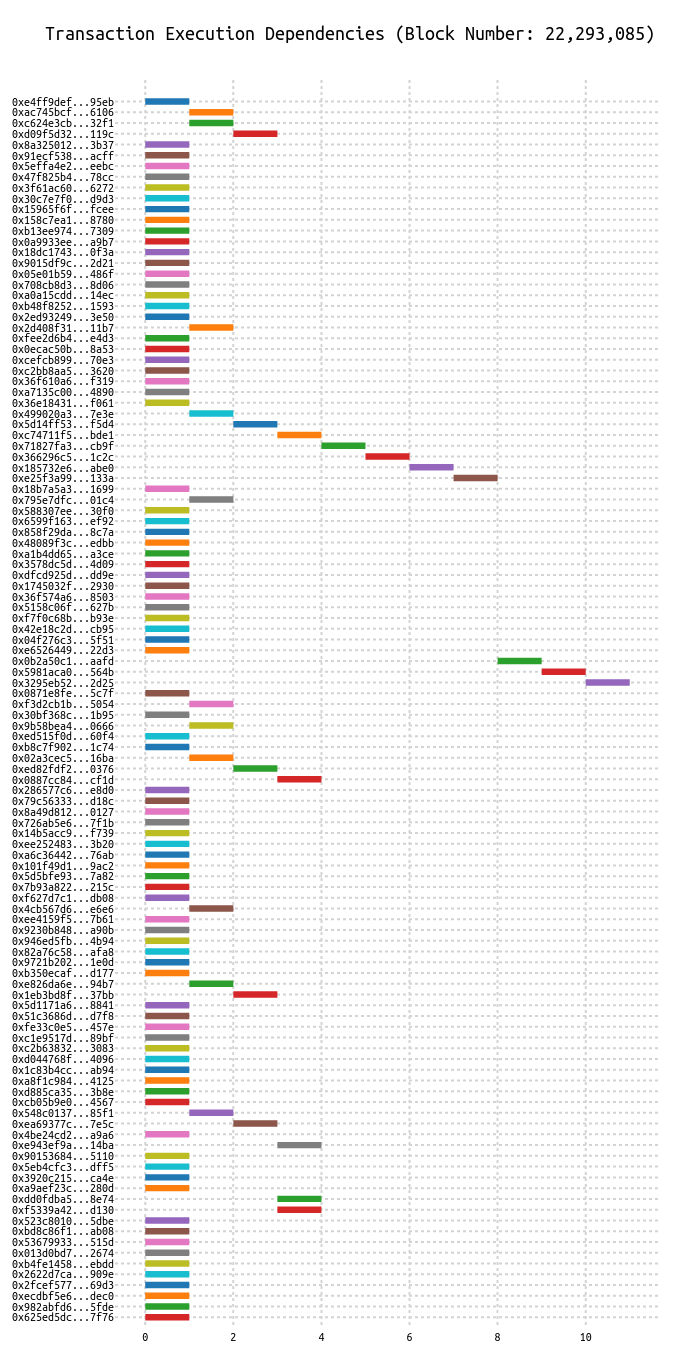 Transaction Execution Dependencies (Block Number: 22,293,085)
0xe4ff9def...95eb
0xac745bcf...6106
0xc624e3cb...32f1
0xd09f5d32...119c
0x8a325012...3b37
0x91ecf538...acff
0x5effa4e2...eebc
0x47f825b4...78cc
0x3f61ac60...6272
0x30c7e7f0...d9d3
0x15965f6f...fcee
0x158c7ea1...8780
0xb13ee974...7309
0x0a9933ee...a9b7
0x18dc1743...0f3a
0x9015df9c...2d21
0x05e01b59...486f
0x708cb8d3...8d06
0xa0a15cdd...14ec
0xb48f8252...1593
0x2ed93249...3e50
0x2d408f31...11b7
0xfee2d6b4...e4d3
0x0ecac50b...8a53
0xcefcb899...70e3
0xc2bb8aa5...3620
0x36f610a6...f319
0xa7135c00...4890
0x36e18431...f061
0x499020a3...7e3e
0x5d14ff53...f5d4
0xc74711f5...bde1
0x71827fa3...cb9f
0x366296c5...1c2c
0x185732e6...abe0
0xe25f3a99...133a
0x18b7a5a3...1699
0x795e7dfc...01c4
0x588307ee...30f0
0x6599f163...ef92
0x858f29da...8c7a
0x48089f3c...edbb
0xa1b4dd65...a3ce
0x3578dc5d...4d09
0xdfcd925d...dd9e
0x1745032f...2930
0x36f574a6...8503
0x5158c06f...627b
0xf7f0c68b...b93e
0x42e18c2d...cb95
0x04f276c3...5f51
0xe6526449...22d3
0x0b2a50c1...aafd
0x5981aca0...564b
0x3295eb52...2d25
0x0871e8fe...5c7f
0xf3d2cb1b...5054
0x30bf368c...1b95
0x9b58bea4...0666
0xed515f0d...60f4
0xb8c7f902...1c74
0x02a3cec5...16ba
0xed82fdf2...0376
0x0887cc84...cf1d
0x286577c6...e8d0
0x79c56333...d18c
0x8a49d812...0127
0x726ab5e6...7f1b
0x14b5acc9...f739
0xee252483...3b20
0xa6c36442...76ab
0x101f49d1...9ac2
0x5d5bfe93...7a82
0x7b93a822...215c
0xf627d7c1...db08
0x4cb567d6...e6e6
0xee4159f5...7b61
0x9230b848...a90b
0x946ed5fb...4b94
0x82a76c58...afa8
0x9721b202...1e0d
0xb350ecaf...d177
0xe826da6e...94b7
0x1eb3bd8f...37bb
0x5d1171a6...8841
0x51c3686d...d7f8
0xfe33c0e5...457e
0xc1e9517d...89bf
0xc2b63832...3083
0xd044768f...4096
0x1c83b4cc...ab94
0xa8f1c984...4125
0xd885ca35...3b8e
0xcb05b9e0...4567
0x548c0137...85f1
0xea69377c...7e5c
0x4be24cd2...a9a6
0xe943ef9a...14ba
0x90153684...5110
0x5eb4cfc3...dff5
0x3920c215...ca4e
0xa9aef23c...280d
0xdd0fdba5...8e74
0xf5339a42...d130
0x523c8010...5dbe
0xbd8c86f1...ab08
0x53679933...515d
0x013d0bd7...2674
0xb4fe1458...ebdd
0x2622d7ca...909e
0x2fcef577...69d3
0xecdbf5e6...dec0
0x982abfd6...5fde
0x625ed5dc...7f76
0 2 4 6 8 10